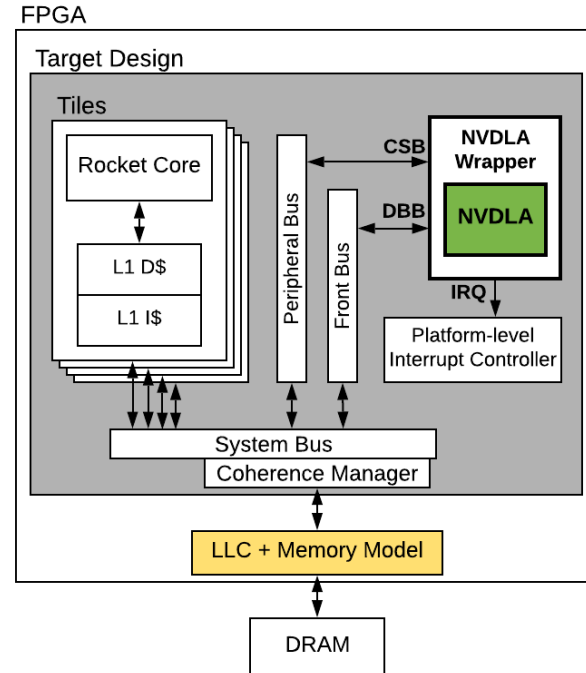 FPGA
Target Design
Tiles
Rocket Core
L1 D$
L1 I$
Peripheral Bus
Front Bus
CSB
DBB
NVDLA
Wrapper
NVDLA
IRQ
Platform-level
Interrupt Controller
System Bus
Coherence Manager
LLC + Memory Model
DRAM